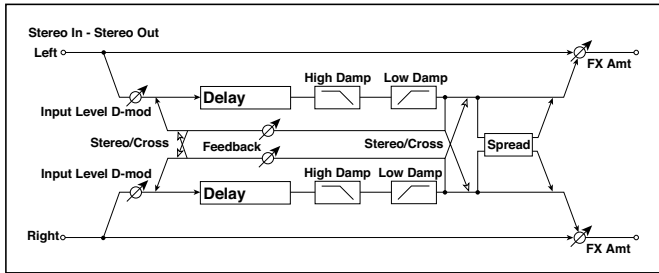 Stereo In - Stereo Out
Left
FX Amt
High Damp Low Damp
Delay
Input Level D-mod
Stereo/Cross Feedback Stereo/Cross Spread
Input Level D-mod
High Damp Low Damp
Delay
Right
FX Amt